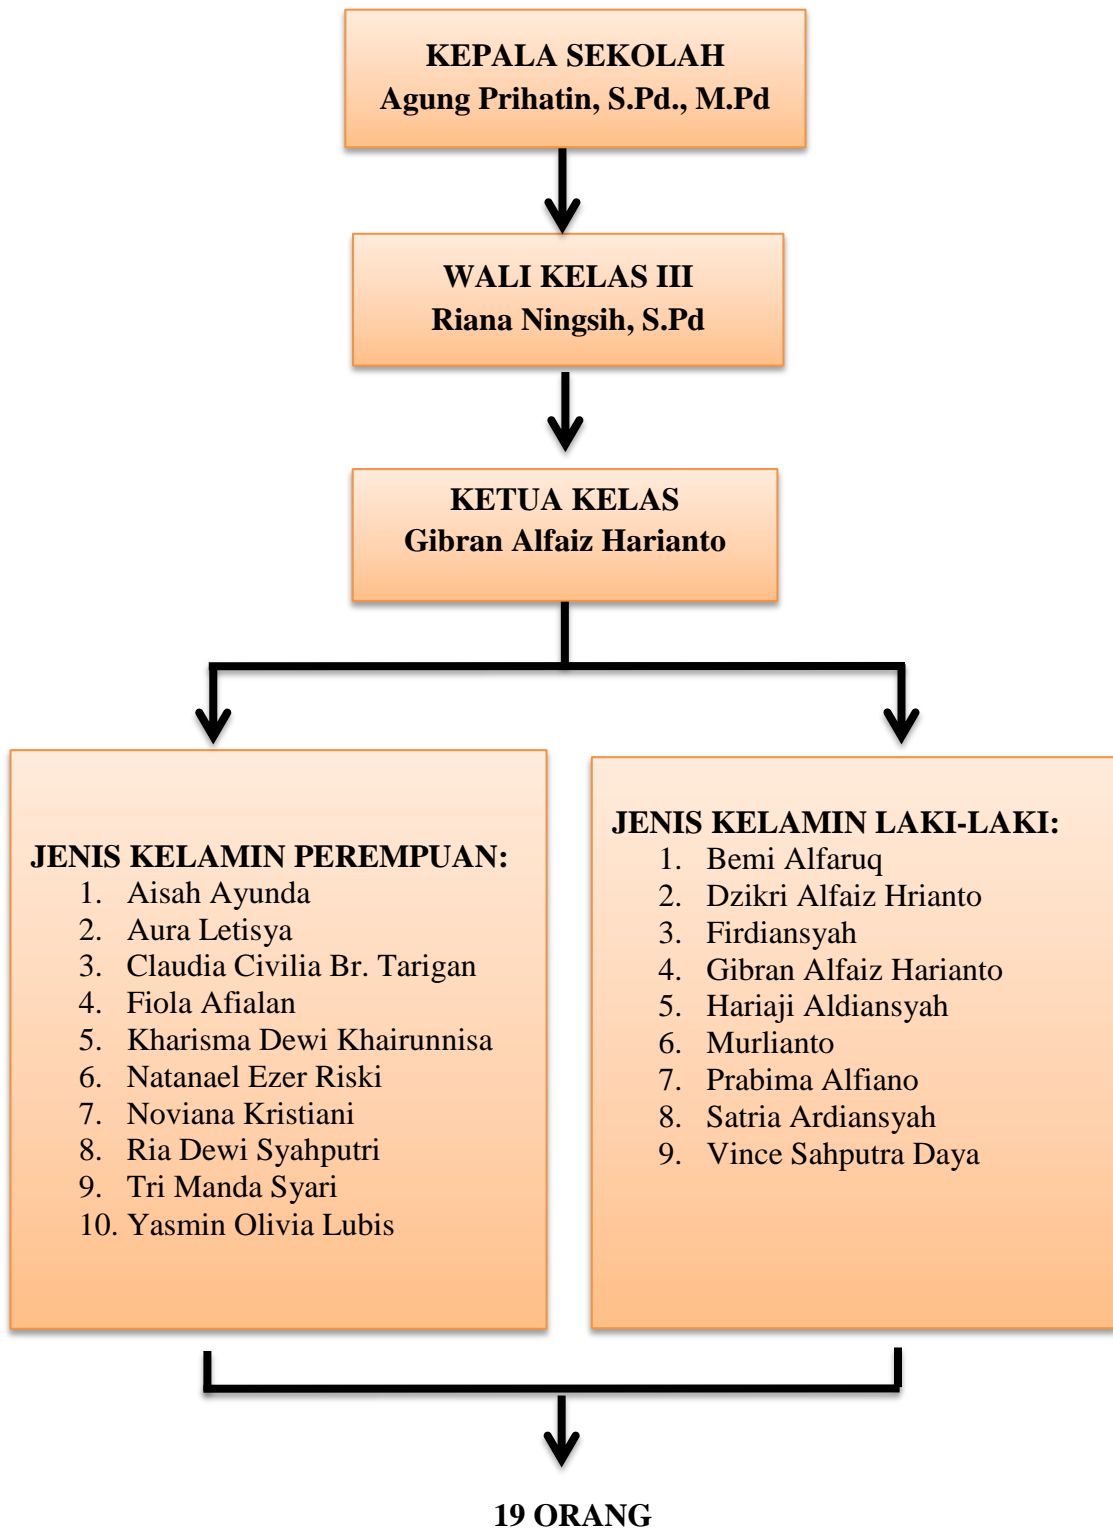 KEPALA SEKOLAH
Agung Prihatin, S.Pd., M.Pd
WALI KELAS III
Riana Ningsih, S.Pd
KETUA KELAS
Gibran Alfaiz Harianto
JENIS KELAMIN PEREMPUAN:
1. Aisah Ayunda
2. Aura Letisya
3. Claudia Civilia Br. Tarigan
4. Fiola Afialan
5. Kharisma Dewi Khairunnisa
6. Natanael Ezer Riski
7. Noviana Kristiani
8. Ria Dewi Syahputri
9. Tri Manda Syari
10. Yasmin Olivia Lubis
JENIS KELAMIN LAKI-LAKI:
1. Bemi Alfaruq
2. Dzikri Alfaiz Hrianto
3. Firdiansyah
4. Gibran Alfaiz Harianto
5. Hariaji Aldiansyah
6. Murlianto
7. Prabima Alfiano
8. Satria Ardiansyah
9. Vince Sahputra Daya
19 ORANG